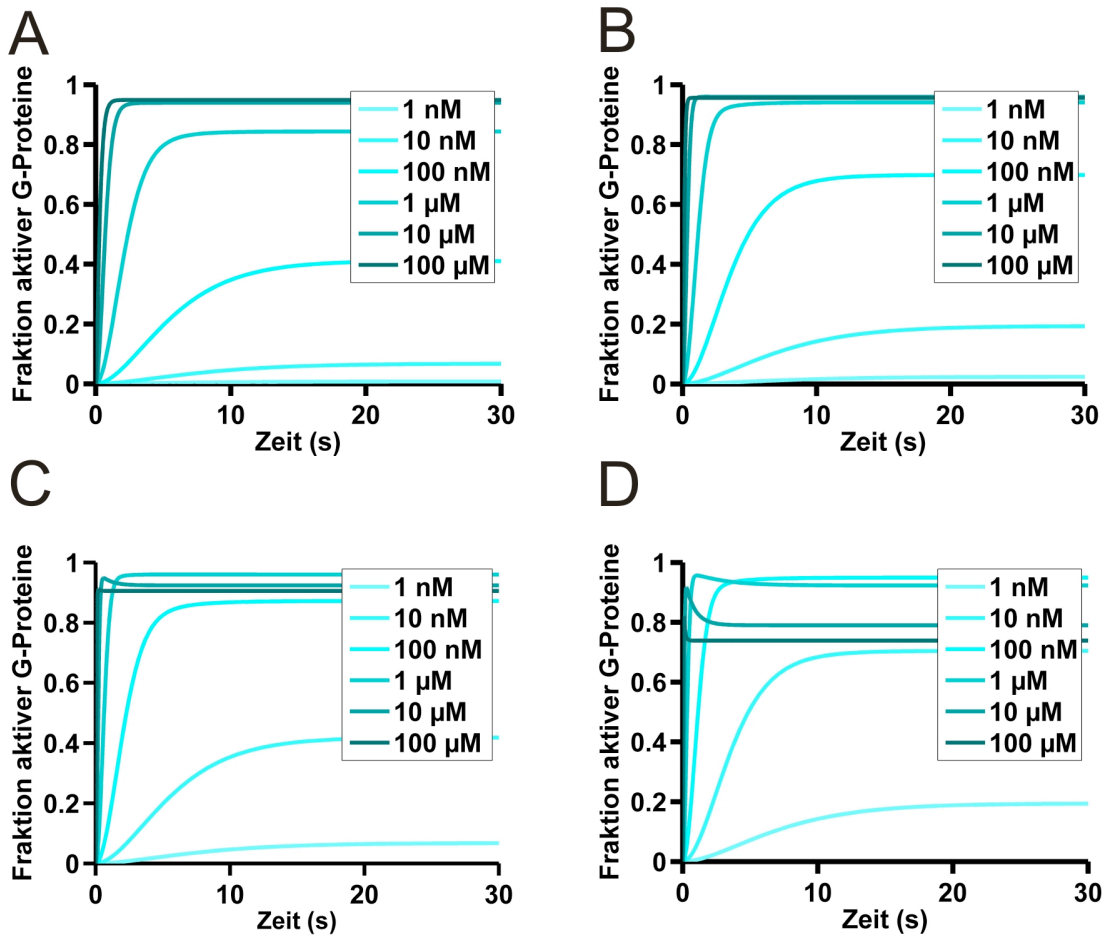 A
Fraktion aktiver G-Proteine
1
0.8
0.6
0.4
0.2
0
0
10
20
30
Zeit (s)
1 nM
10 nM
100 nM
1 µM
10 µM
100 µM
B
Fraktion aktiver G-Proteine
1
0.8
0.6
0.4
0.2
0
0
10
20
30
Zeit (s)
1 nM
10 nM
100 nM
1 µM
10 µM
100 µM
C
Fraktion aktiver G-Proteine
1
0.8
0.6
0.4
0.2
0
0
10
20
30
Zeit (s)
1 nM
10 nM
100 nM
1 µM
10 µM
100 µM
D
Fraktion aktiver G-Proteine
1
0.8
0.6
0.4
0.2
0
0
10
20
30
Zeit (s)
1 nM
10 nM
100 nM
1 µM
10 µM
100 µM